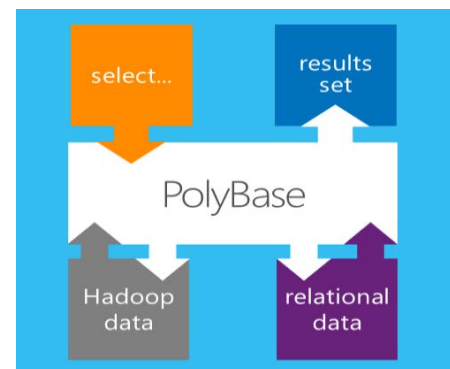 select...
results
set
PolyBase
Hadoop
data
relational
data